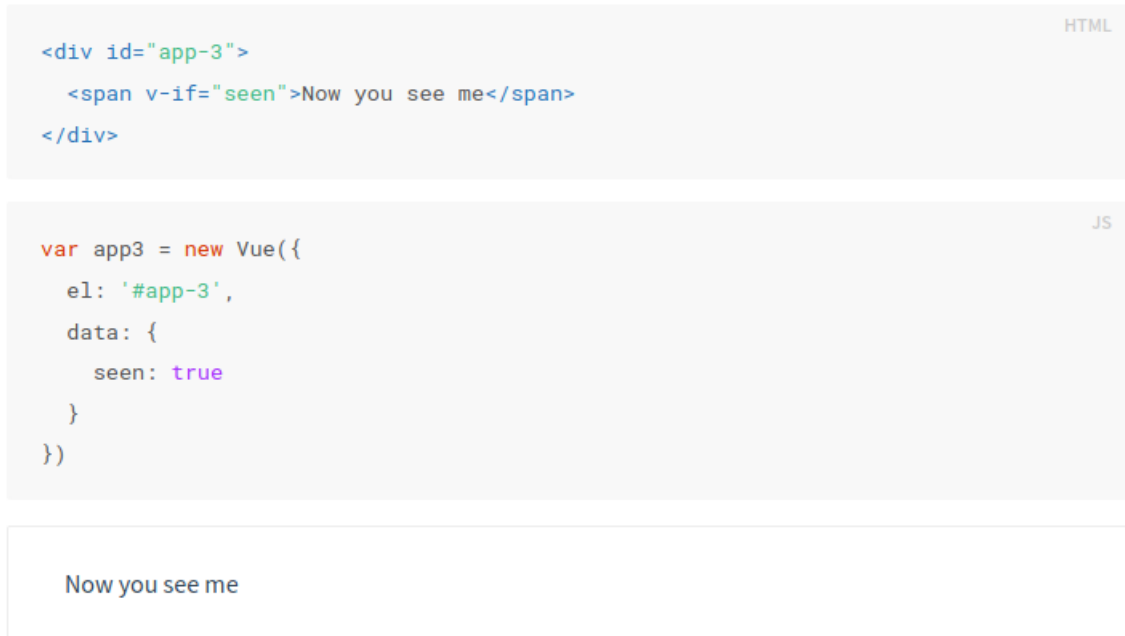 HTML
<div id="app-3">
  <span v-if="seen">Now you see me</span>
</div>
JS
var app3 = new Vue({
  el: '#app-3',
  data: {
    seen: true
  }
})
Now you see me